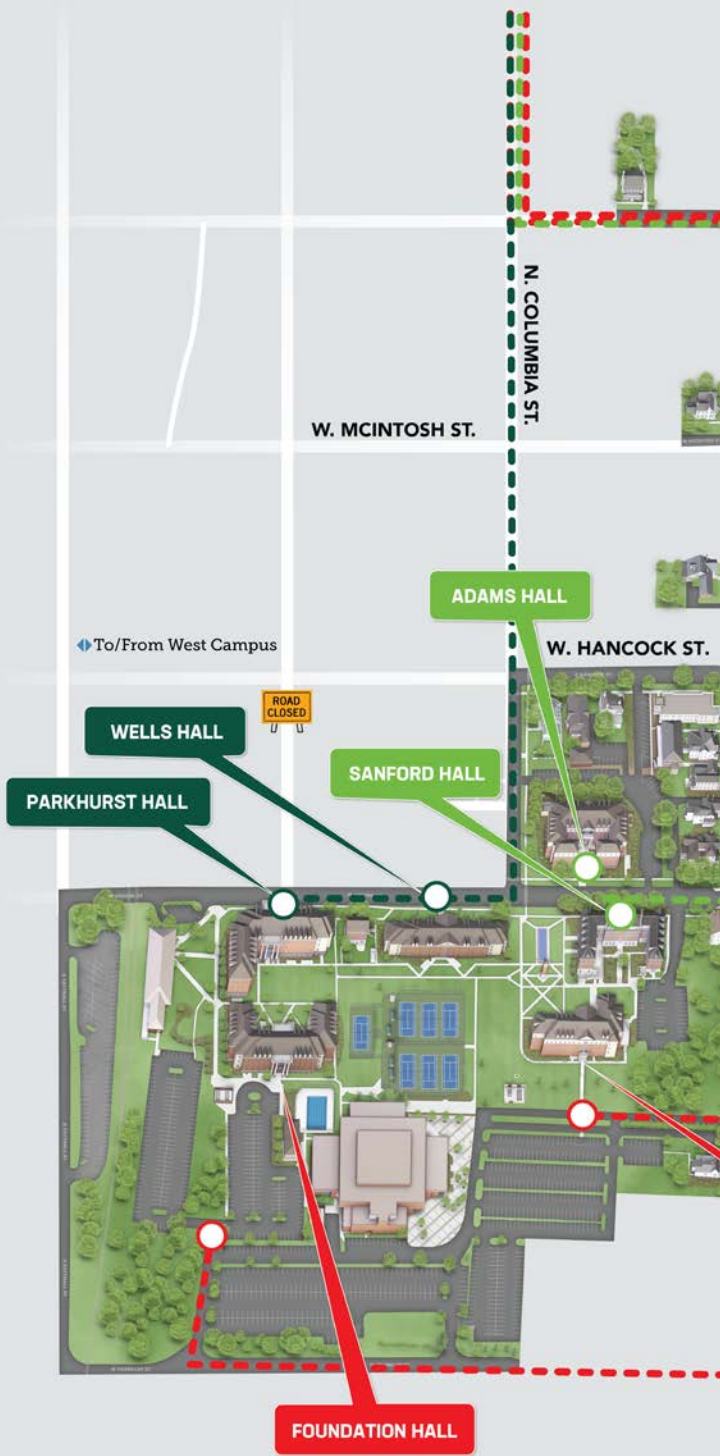 N. COLUMBIA ST.
W. MCINTOSH ST.
ADAMS HALL
To/From West Campus
W. HANCOCK ST.
ROAD
CLOSED
WELLS HALL
SANFORD HALL
PARKHURST HALL
FOUNDATION HALL